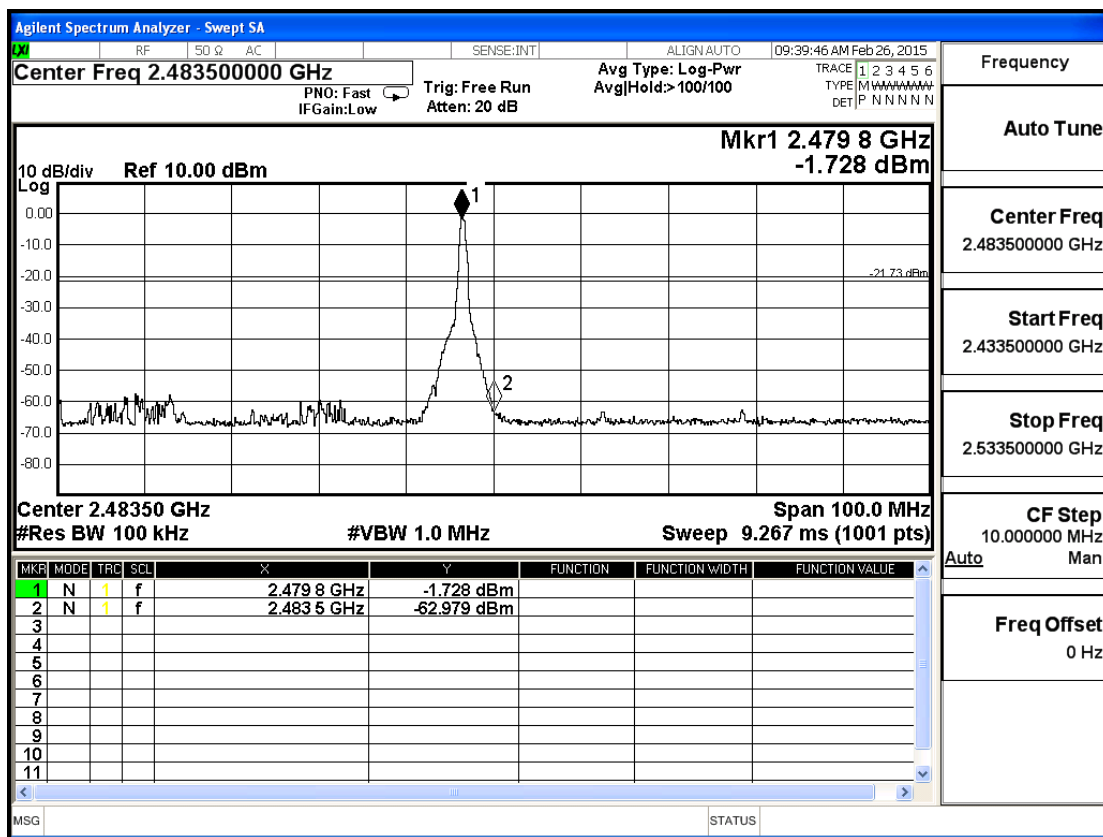 Agilent Spectrum Analyzer - Swept SA
LXI RF 50 Ω AC SENSE:INT ALIGN AUTO 09:39:46 AM Feb 26, 2015
Center Freq 2.483500000 GHz
PNO: Fast
IFGain:Low
Trig: Free Run
Atten: 20 dB
Avg Type: Log-Pwr
Avg|Hold:>100/100
TRACE 1 2 3 4 5 6
TYPE M WWWWW
DET P N N N N N
Mkr1 2.479 8 GHz
-1.728 dBm
10 dB/div Ref 10.00 dBm
Log
0.00
-10.0
-20.0
-30.0
-40.0
-50.0
-60.0
-70.0
-80.0
1
-21.73 dBm
2
Center 2.48350 GHz Span 100.0 MHz
#Res BW 100 kHz #VBW 1.0 MHz Sweep 9.267 ms (1001 pts)
MKR MODE TRC SCL X Y FUNCTION FUNCTION WIDTH FUNCTION VALUE
1 N 1 f 2.479 8 GHz -1.728 dBm
2 N 1 f 2.483 5 GHz -62.979 dBm
3
4
5
6
7
8
9
10
11
MSG STATUS
Frequency
Auto Tune
Center Freq
2.483500000 GHz
Start Freq
2.433500000 GHz
Stop Freq
2.533500000 GHz
CF Step
10.000000 MHz
Auto Man
Freq Offset
0 Hz